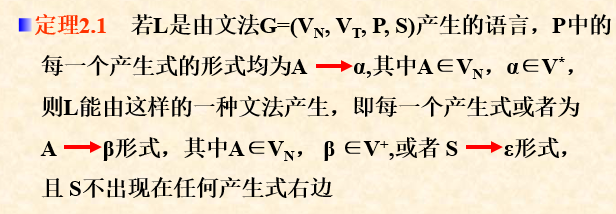 定理2.1 若L是由文法G=(VN, VT, P, S)产生的语言，P中的
每一个产生式的形式均为A→α,其中A∈VN，α∈V*，
则L能由这样的一种文法产生，即每一个产生式或者为
A→β形式，其中A∈VN， β∈V+,或者 S→ε形式，
且 S不出现在任何产生式右边